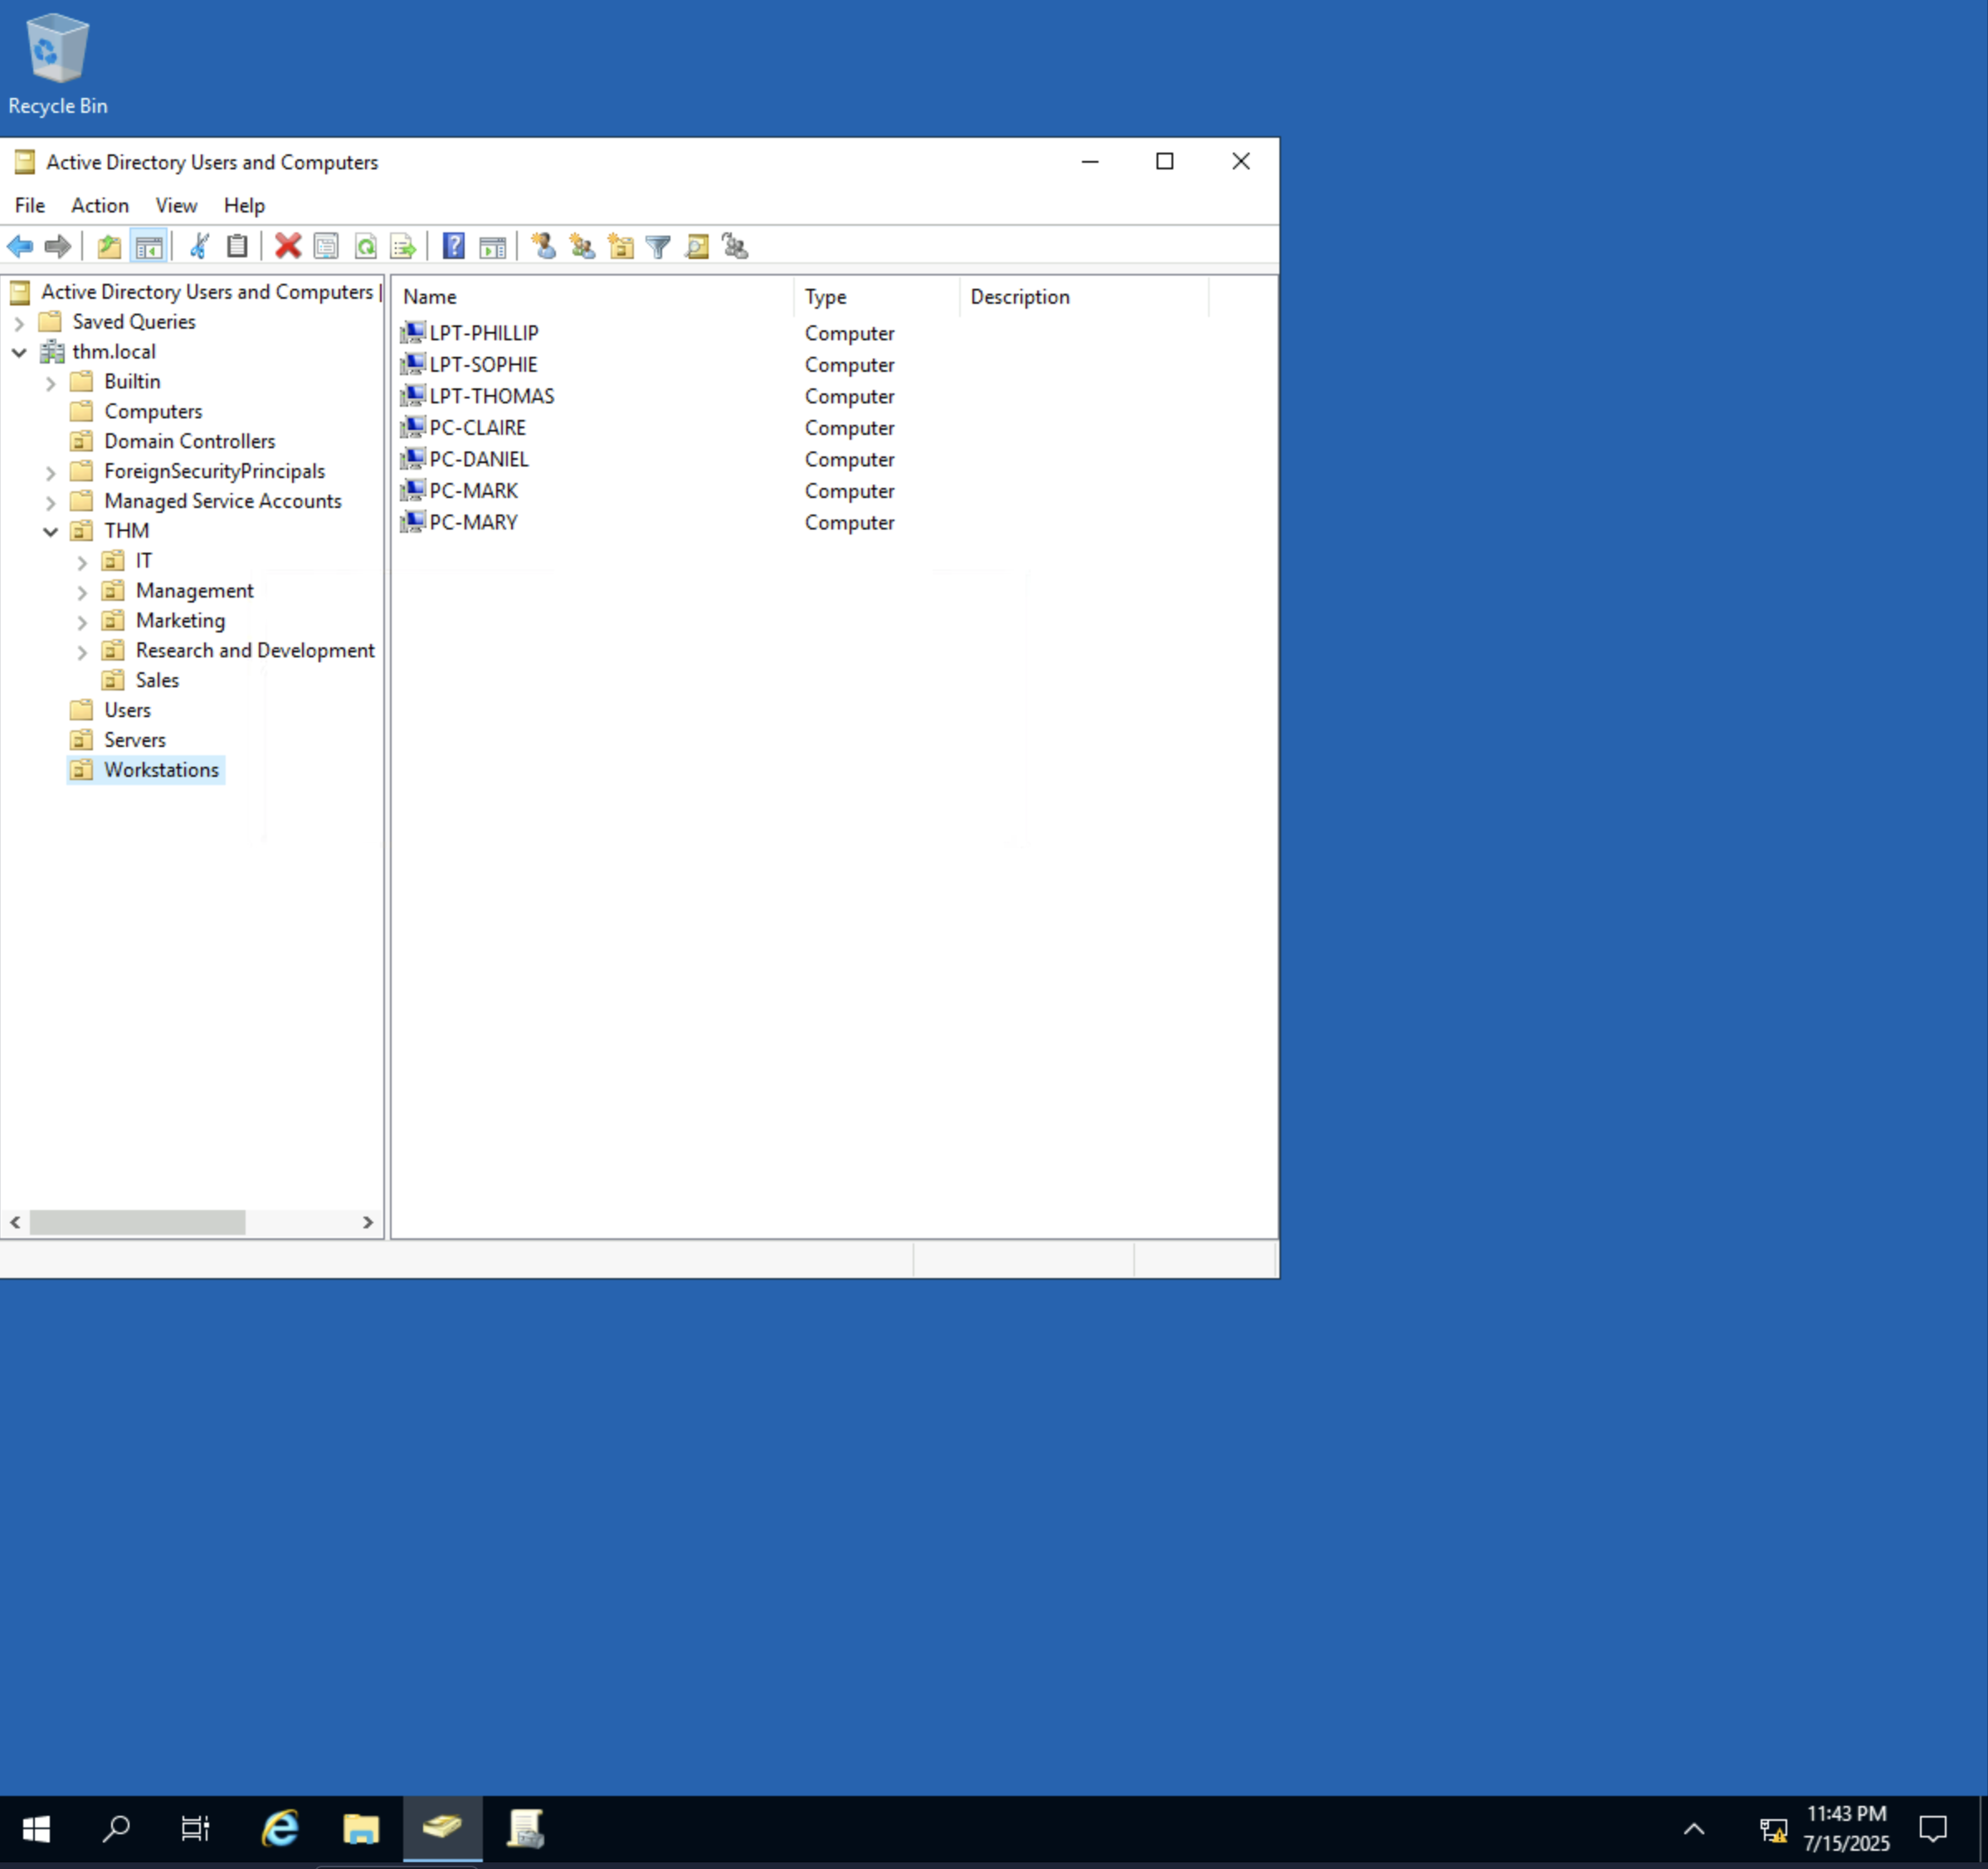 Recycle Bin
Active Directory Users and Computers
File Action View Help
Active Directory Users and Computers
Saved Queries
thm.local
Builtin
Computers
Domain Controllers
ForeignSecurityPrincipals
Managed Service Accounts
THM
IT
Management
Marketing
Research and Development
Sales
Users
Servers
Workstations
Name Type Description
LPT-PHILLIP Computer
LPT-SOPHIE Computer
LPT-THOMAS Computer
PC-CLAIRE Computer
PC-DANIEL Computer
PC-MARK Computer
PC-MARY Computer
11:43 PM
7/15/2025